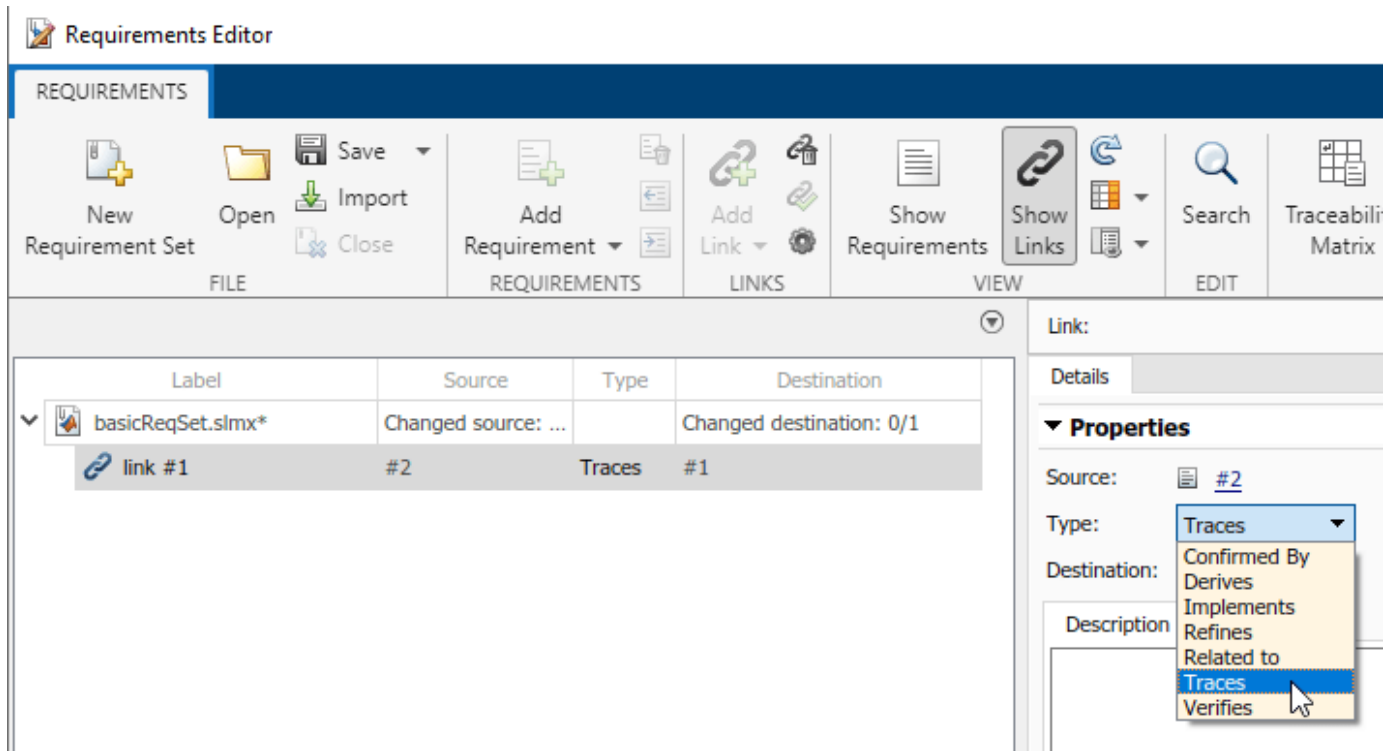 Requirements Editor
REQUIREMENTS
New
Requirement Set
Open
Save
Import
Close
FILE
Add
Requirement
REQUIREMENTS
Add
Link
LINKS
Show
Requirements
Show
Links
VIEW
Search
EDIT
Traceabilit
Matrix
Label Source Type Destination
basicReqSet.slmx* Changed source: ... Changed destination: 0/1
link #1 #2 Traces #1
Link:
Details
Properties
Source: #2
Type: Traces
Destination:
Confirmed By
Derives
Implements
Refines
Related to
Traces
Verifies
Description